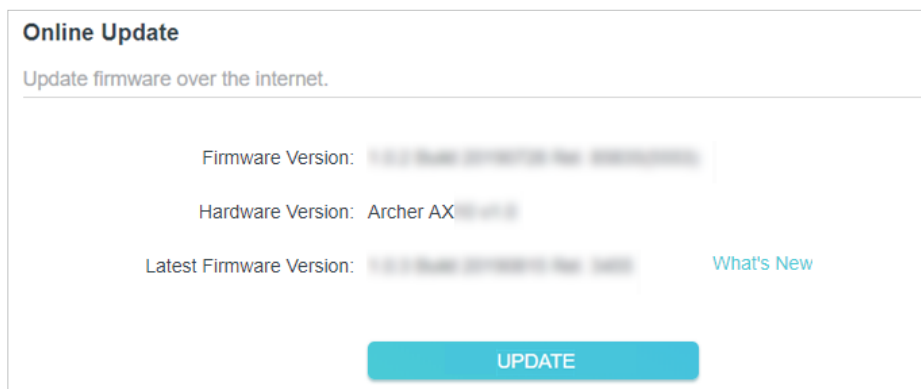 Online Update
Update firmware over the internet.
Firmware Version:
Hardware Version: Archer AX
Latest Firmware Version: What's New
UPDATE